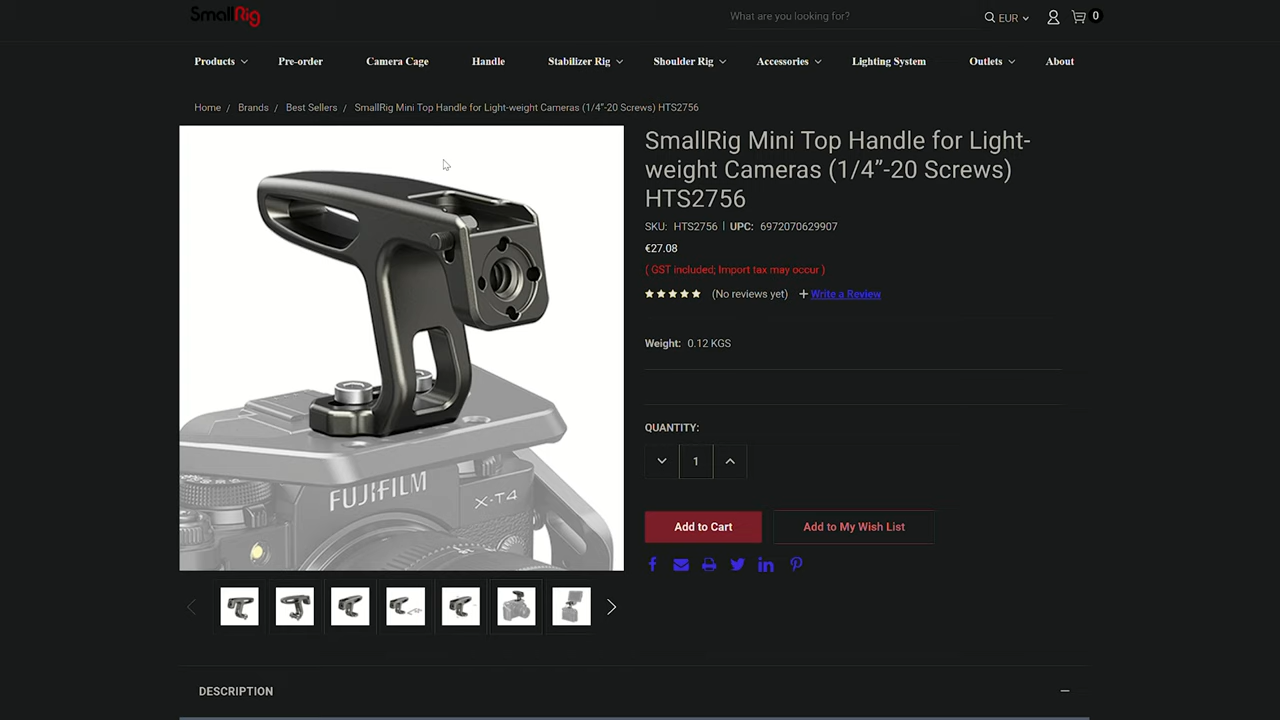 SmallRig
What are you looking for?
EUR
0
Products
Pre-order
Camera Cage
Handle
Stabilizer Rig
Shoulder Rig
Accessories
Lighting System
Outlets
About
Home / Brands / Best Sellers / SmallRig Mini Top Handle for Light-weight Cameras (1/4”-20 Screws) HTS2756
FUJIFILM
X-T4
SmallRig Mini Top Handle for Light-
weight Cameras (1/4”-20 Screws)
HTS2756
SKU: HTS2756 | UPC: 6972070629907
€27.08
( GST included; Import tax may occur )
(No reviews yet) + Write a Review
Weight: 0.12 KGS
QUANTITY:
1
Add to Cart
Add to My Wish List
DESCRIPTION